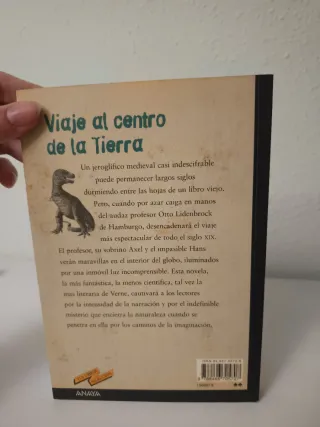 Viaje al centro
de la Tierra
Un jeroglífico medieval casi indescifrable
puede permanecer largos siglos
durmiendo entre las hojas de un libro viejo.
Pero, cuando por azar caiga en manos
del audaz profesor Otto Lidenbrock
de Hamburgo, desencadenará el viaje
más espectacular de todo el siglo XIX.
El profesor, su sobrino Axel y el impasible Hans
verán maravillas en el interior del globo, iluminados
por una inmóvil luz incomprensible. Esta novela,
la más fantástica, la menos científica, tal vez la
más literaria de Verne, cautivará a los lectores
por la intensidad de la narración y por el indefinible
misterio que encierra la naturaleza cuando se
penetra en ella por los caminos de la imaginación.
ANAYA